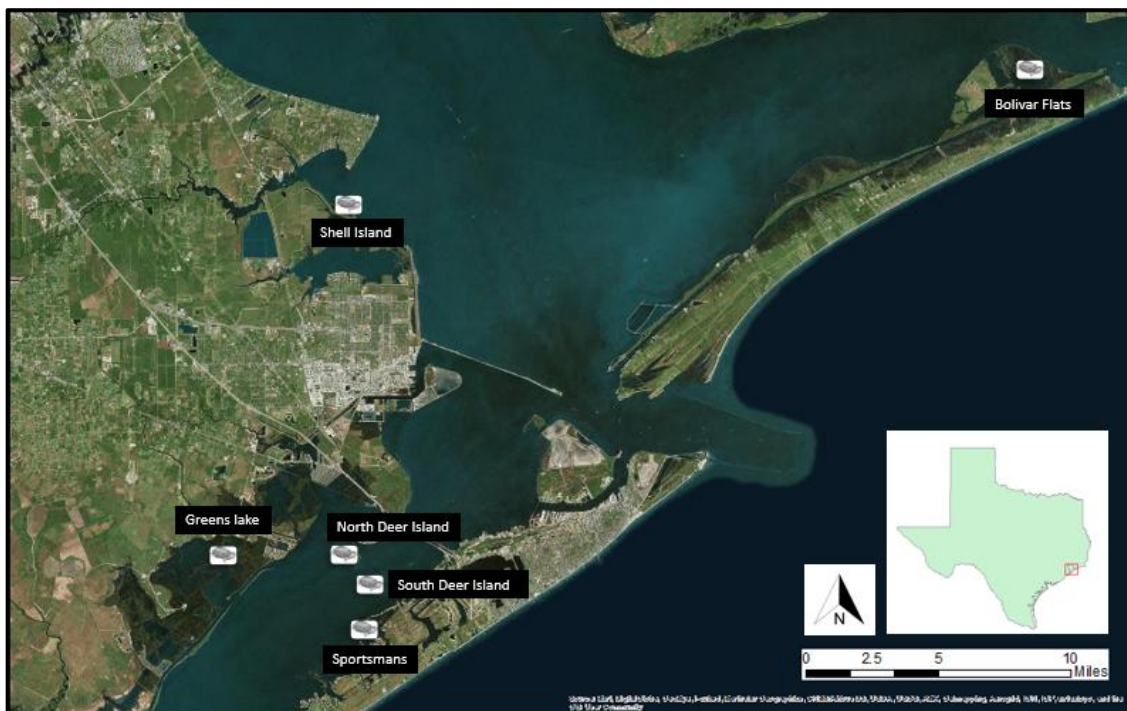 Bolivar Flats
Shell Island
Greens lake
North Deer Island
South Deer Island
Sportsmans
N
0 2.5 5 10
Miles